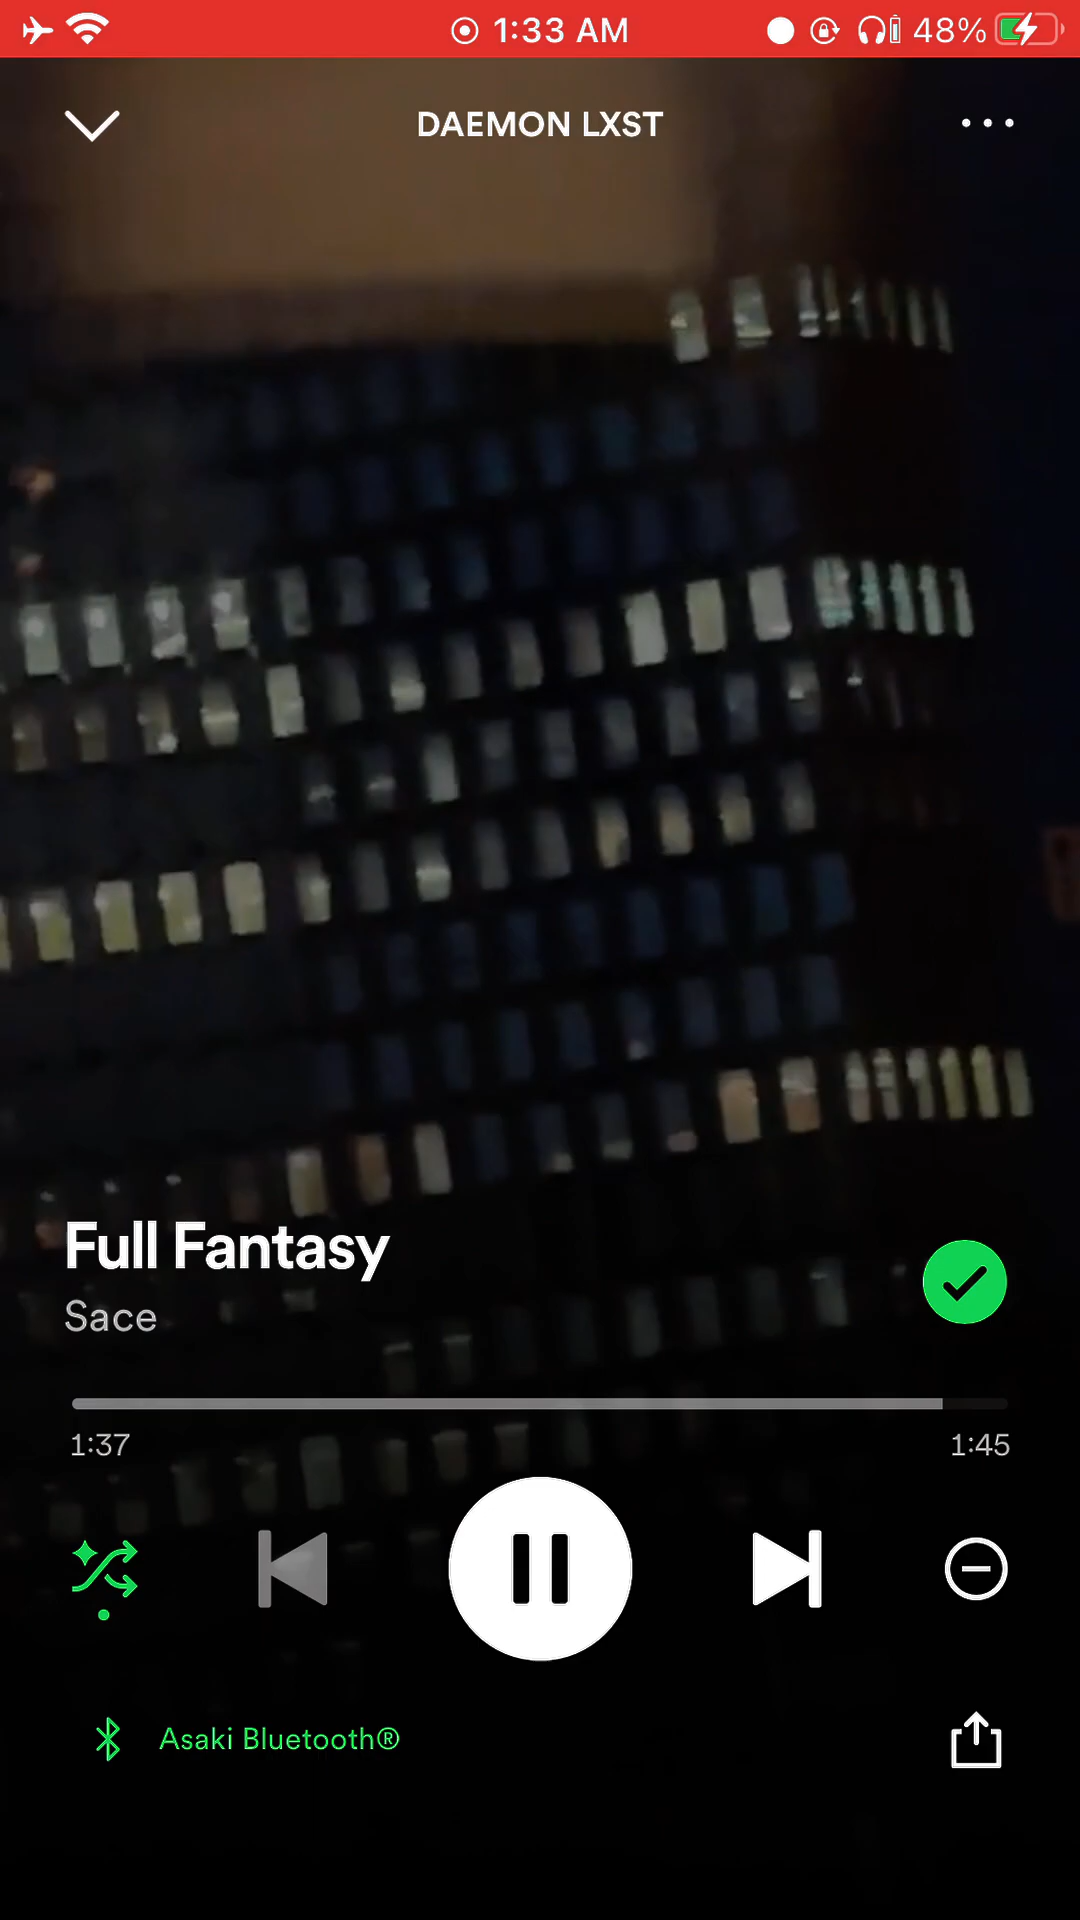 1:33 AM
48%
DAEMON LXST
Full Fantasy
Sace
1:37
1:45
Asaki Bluetooth®